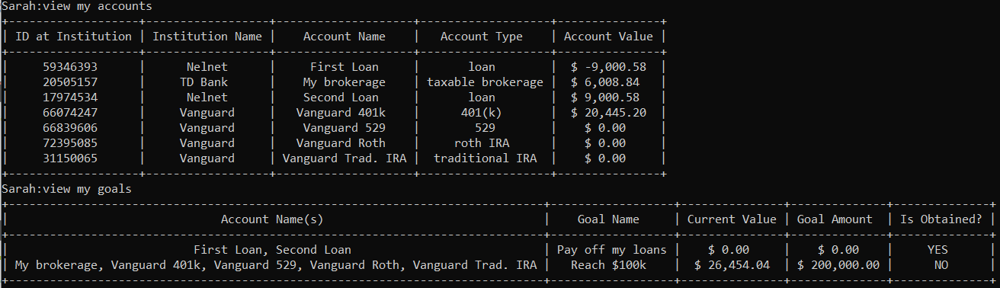 Sarah:view my accounts
| ID at Institution | Institution Name | Account Name | Account Type | Account Value |
| 59346393 | Nelnet | First Loan | loan | $ -9,000.58 |
| 20505157 | TD Bank | My brokerage | taxable brokerage | $ 6,008.84 |
| 17974534 | Nelnet | Second Loan | loan | $ 9,000.58 |
| 66074247 | Vanguard | Vanguard 401k | 401(k) | $ 20,445.20 |
| 66839606 | Vanguard | Vanguard 529 | 529 | $ 0.00 |
| 72395085 | Vanguard | Vanguard Roth | roth IRA | $ 0.00 |
| 31150065 | Vanguard | Vanguard Trad. IRA | traditional IRA | $ 0.00 |
Sarah:view my goals
| Account Name(s) | Goal Name | Current Value | Goal Amount | Is Obtained? |
| First Loan, Second Loan | Pay off my loans | $ 0.00 | $ 0.00 | YES |
| My brokerage, Vanguard 401k, Vanguard 529, Vanguard Roth, Vanguard Trad. IRA | Reach $100k | $ 26,454.04 | $ 200,000.00 | NO |